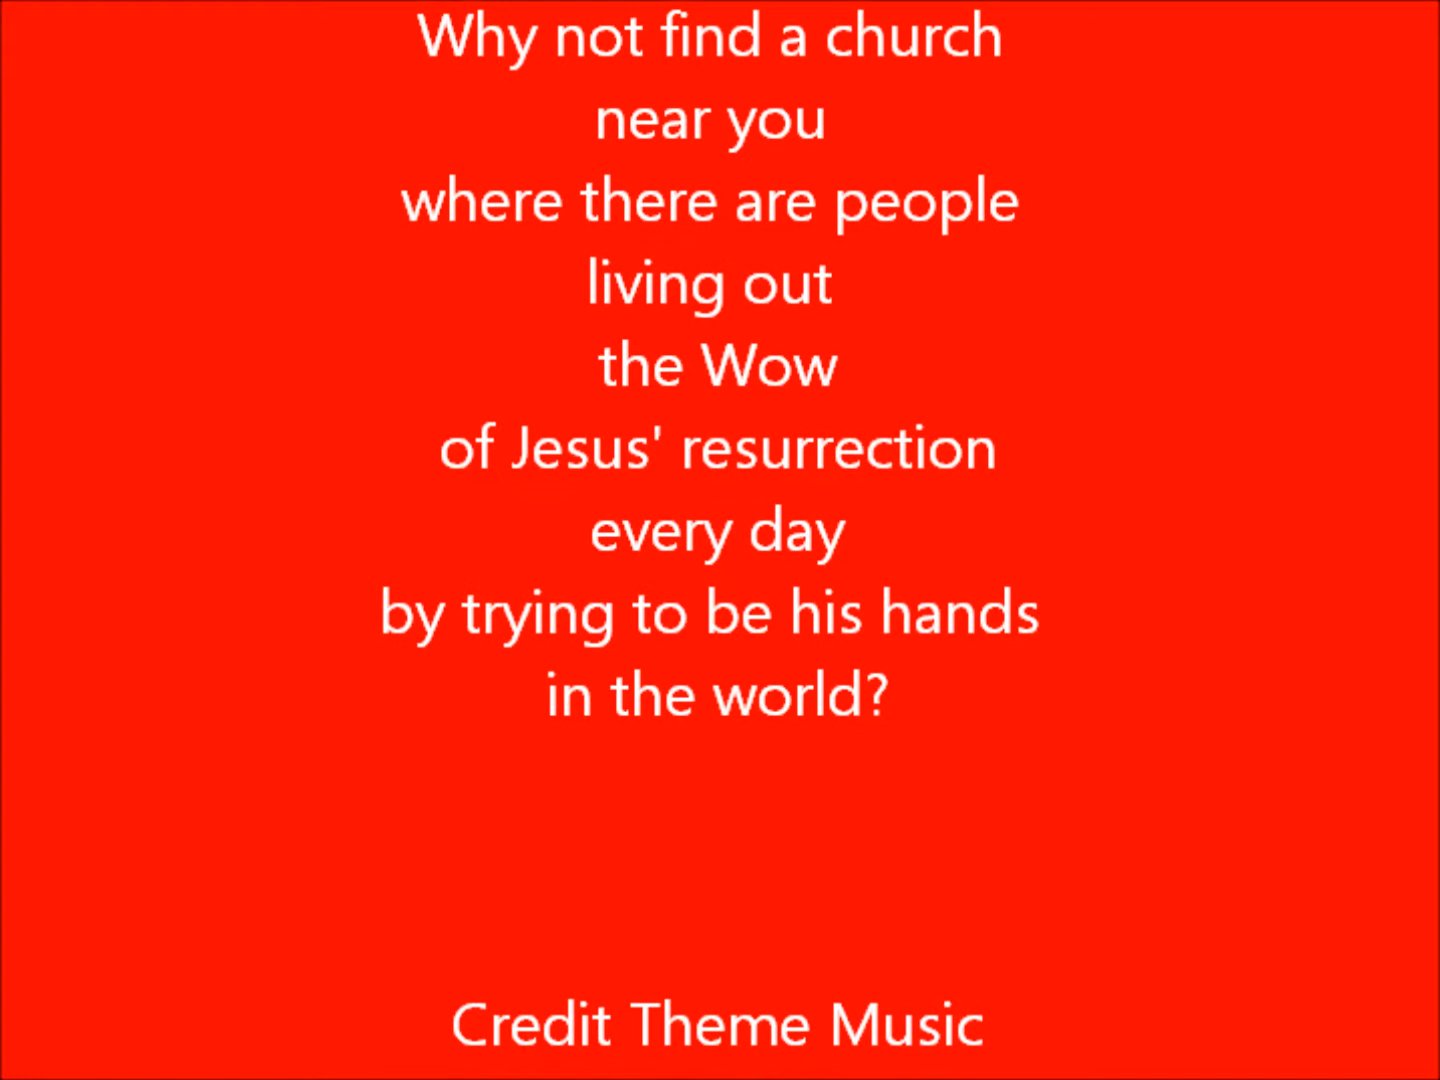 Why not find a church
near you
where there are people
living out
the Wow
of Jesus' resurrection
every day
by trying to be his hands
in the world?
Credit Theme Music